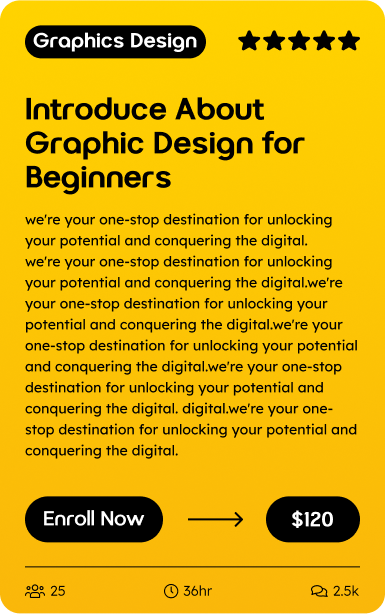 Graphics Design
Introduce About
Graphic Design for
Beginners
we're your one-stop destination for unlocking
your potential and conquering the digital.
we're your one-stop destination for unlocking
your potential and conquering the digital.we're
your one-stop destination for unlocking your
potential and conquering the digital.we're your
one-stop destination for unlocking your potential
and conquering the digital.we're your one-stop
destination for unlocking your potential and
conquering the digital. digital.we're your one-
stop destination for unlocking your potential and
conquering the digital.
Enroll Now
$120
25
36hr
2.5k